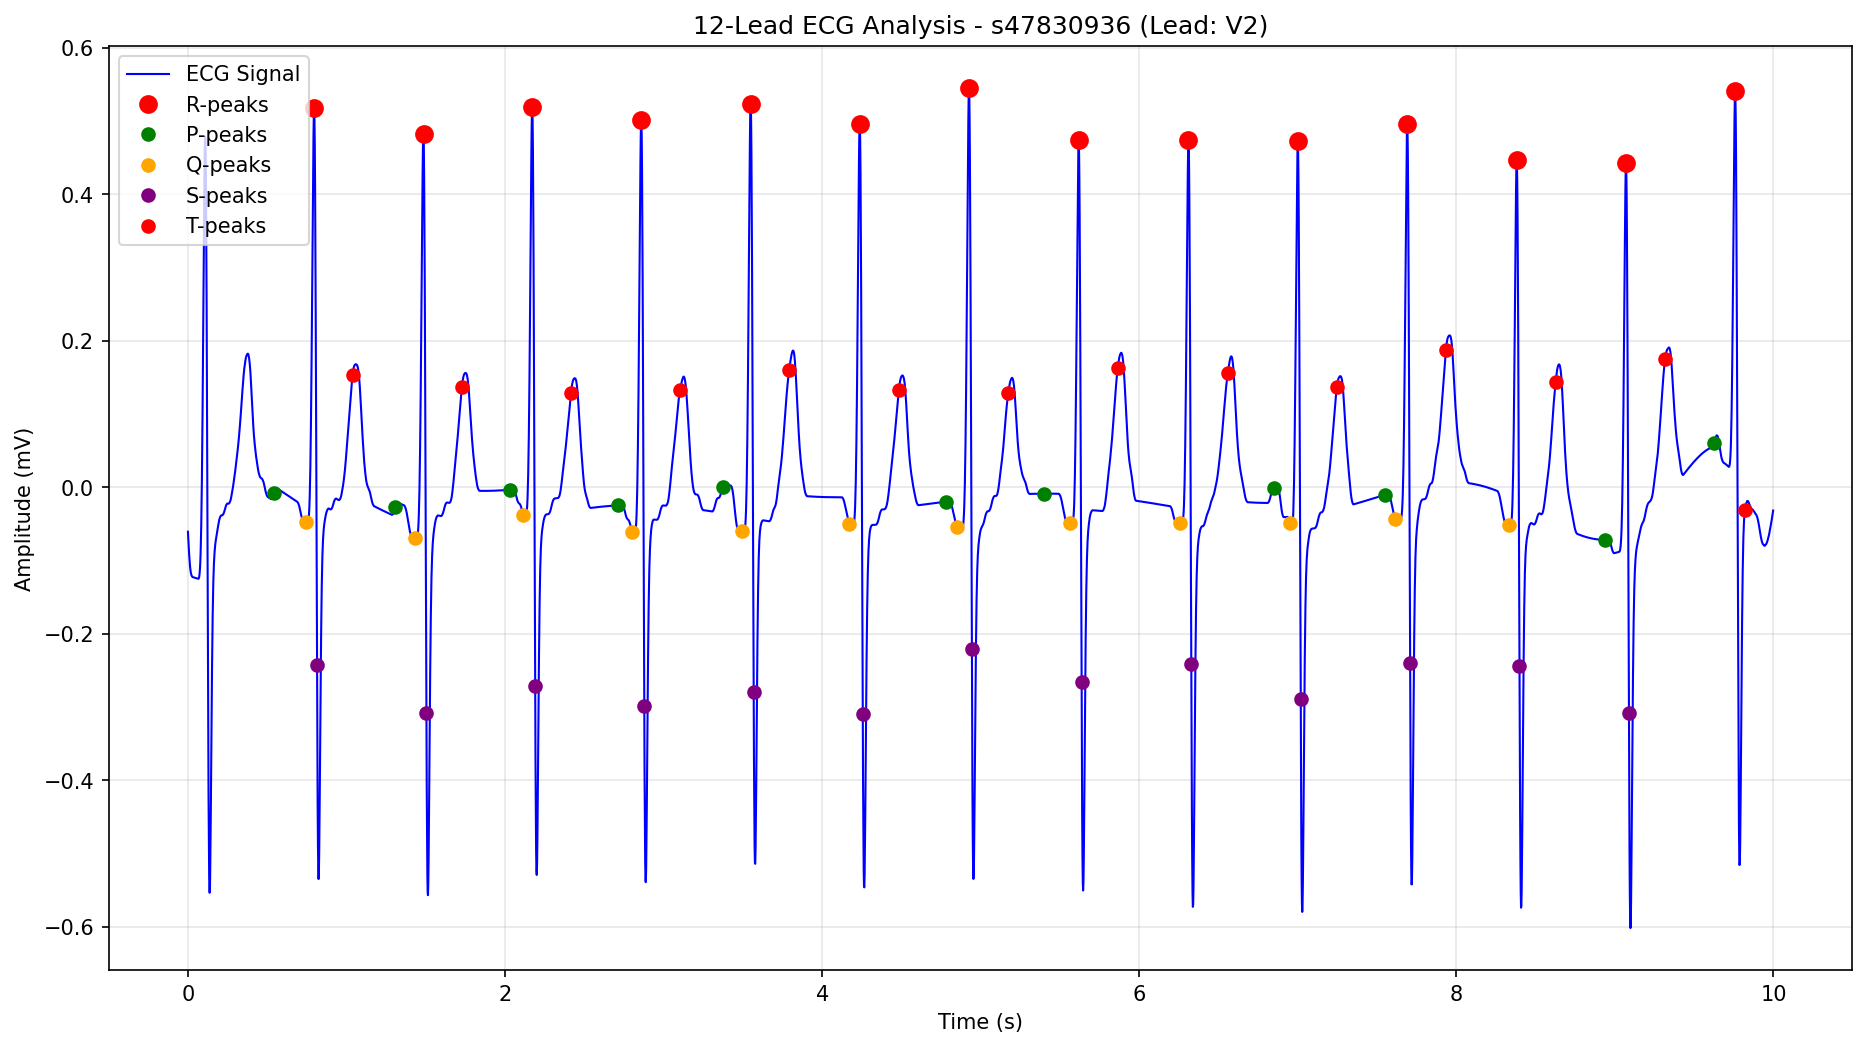 12-Lead ECG Analysis - s47830936 (Lead: V2)
ECG Signal
R-peaks
P-peaks
Q-peaks
S-peaks
T-peaks
Amplitude (mV)
0.6
0.4
0.2
0.0
−0.2
−0.4
−0.6
0 2 4 6 8 10
Time (s)